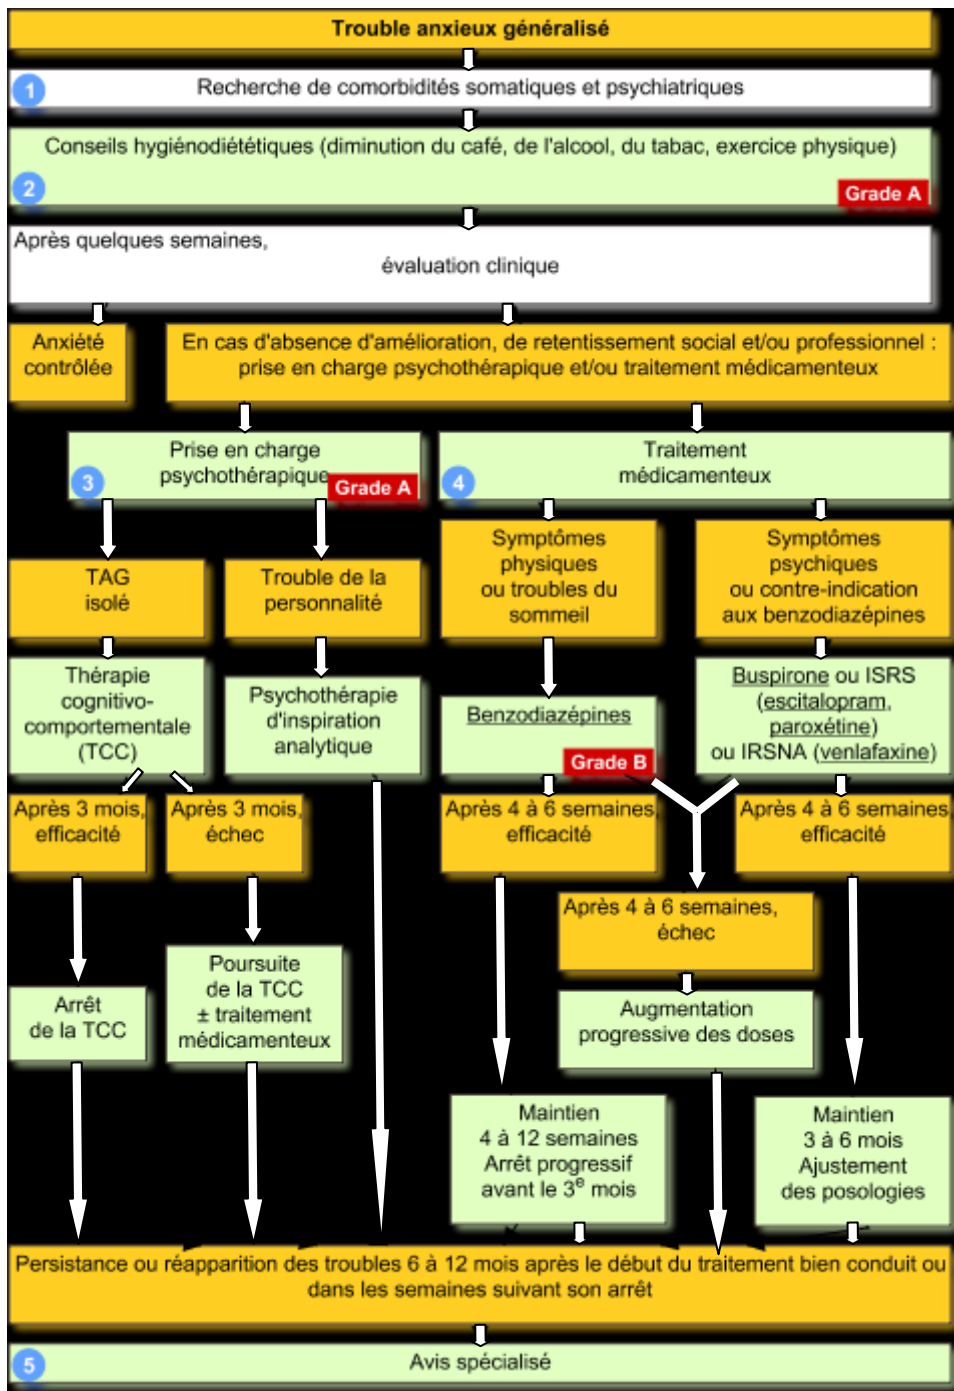 Trouble anxieux généralisé
1
Recherche de comorbidités somatiques et psychiatriques
Conseils hygiénodiététiques (diminution du café, de l'alcool, du tabac, exercice physique)
2
Grade A
Après quelques semaines,
évaluation clinique
Anxiété
contrôlée
En cas d'absence d'amélioration, de retentissement social et/ou professionnel :
prise en charge psychothérapique et/ou traitement médicamenteux
Prise en charge
psychothérapique
3
Grade A
Traitement
médicamenteux
4
TAG
isolé
Trouble de la
personnalité
Symptômes
physiques
ou troubles du
sommeil
Symptômes
psychiques
ou contre-indication
aux benzodiazépines
Thérapie
cognitivo-
comportementale
(TCC)
Psychothérapie
d'inspiration
analytique
Benzodiazépines
Grade B
Buspirone ou ISRS
(escitalopram,
paroxétine)
ou IRSNA (venlafaxine)
Après 3 mois,
efficacité
Après 3 mois,
échec
Après 4 à 6 semaines,
efficacité
Après 4 à 6 semaines,
efficacité
Après 4 à 6 semaines,
échec
Arrêt
de la TCC
Poursuite
de la TCC
± traitement
médicamenteux
Augmentation
progressive des doses
Maintien
4 à 12 semaines
Arrêt progressif
avant le 3e mois
Maintien
3 à 6 mois
Ajustement
des posologies
Persistance ou réapparition des troubles 6 à 12 mois après le début du traitement bien conduit ou
dans les semaines suivant son arrêt
5
Avis spécialisé